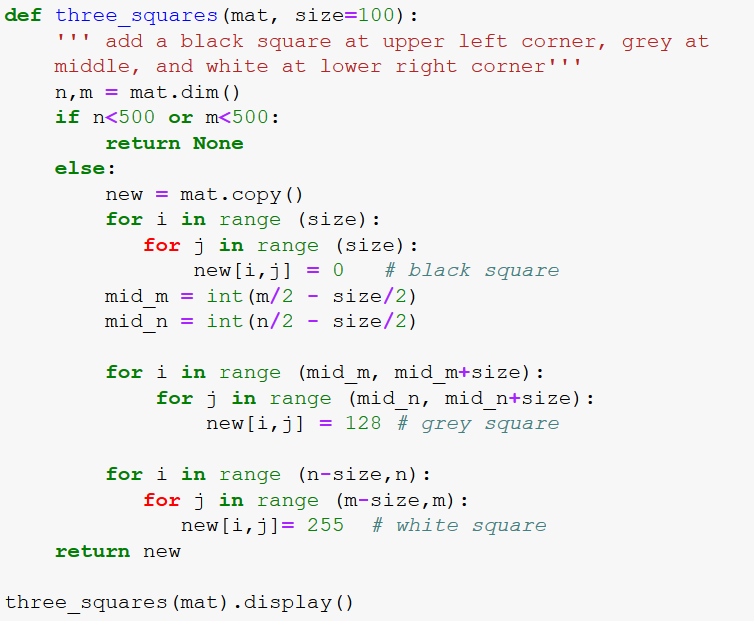 def three_squares(mat, size=100):
    ''' add a black square at upper left corner, grey at
    middle, and white at lower right corner'''
    n,m = mat.dim()
    if n<500 or m<500:
        return None
    else:
        new = mat.copy()
        for i in range (size):
           for j in range (size):
               new[i,j] = 0   # black square
        mid_m = int(m/2 - size/2)
        mid_n = int(n/2 - size/2)

        for i in range (mid_m, mid_m+size):
            for j in range (mid_n, mid_n+size):
                new[i,j] = 128 # grey square

        for i in range (n-size,n):
           for j in range (m-size,m):
              new[i,j]= 255  # white square
    return new

three_squares(mat).display()